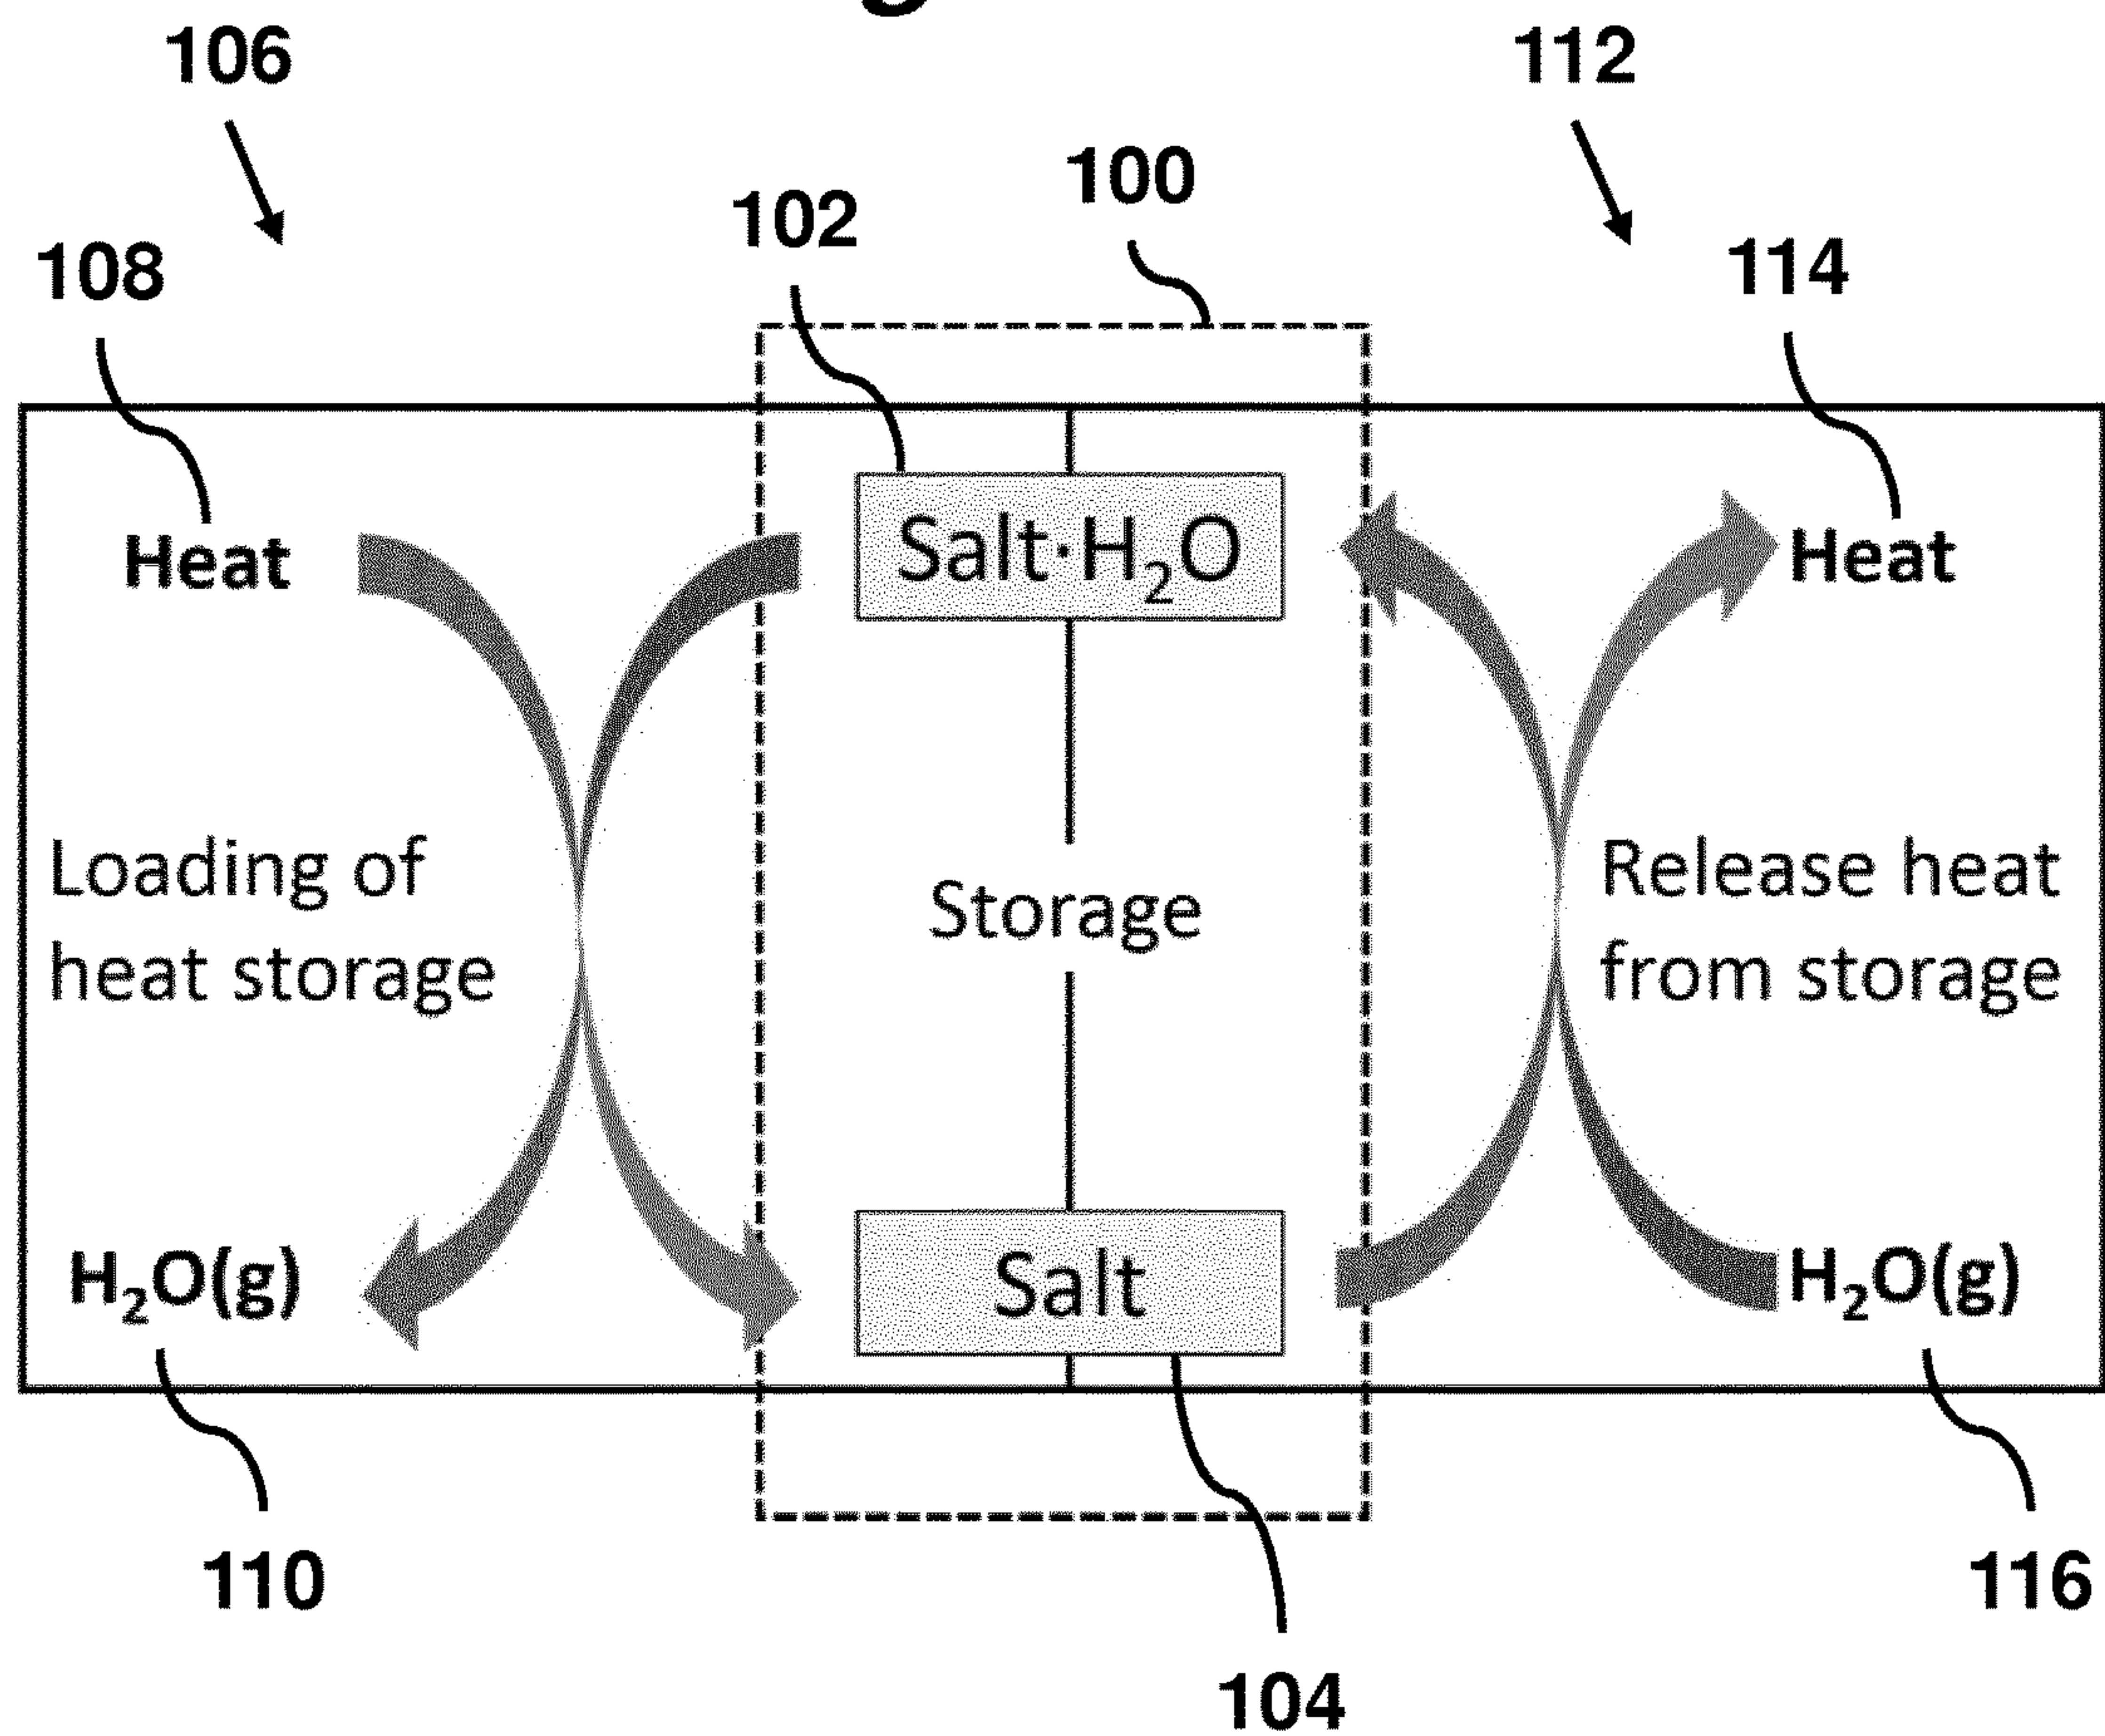 106
112
100
102
108
114
Salt·H₂O
Heat
Heat
Loading of
heat storage
Storage
Release heat
from storage
H₂O(g)
Salt
H₂O(g)
110
116
104